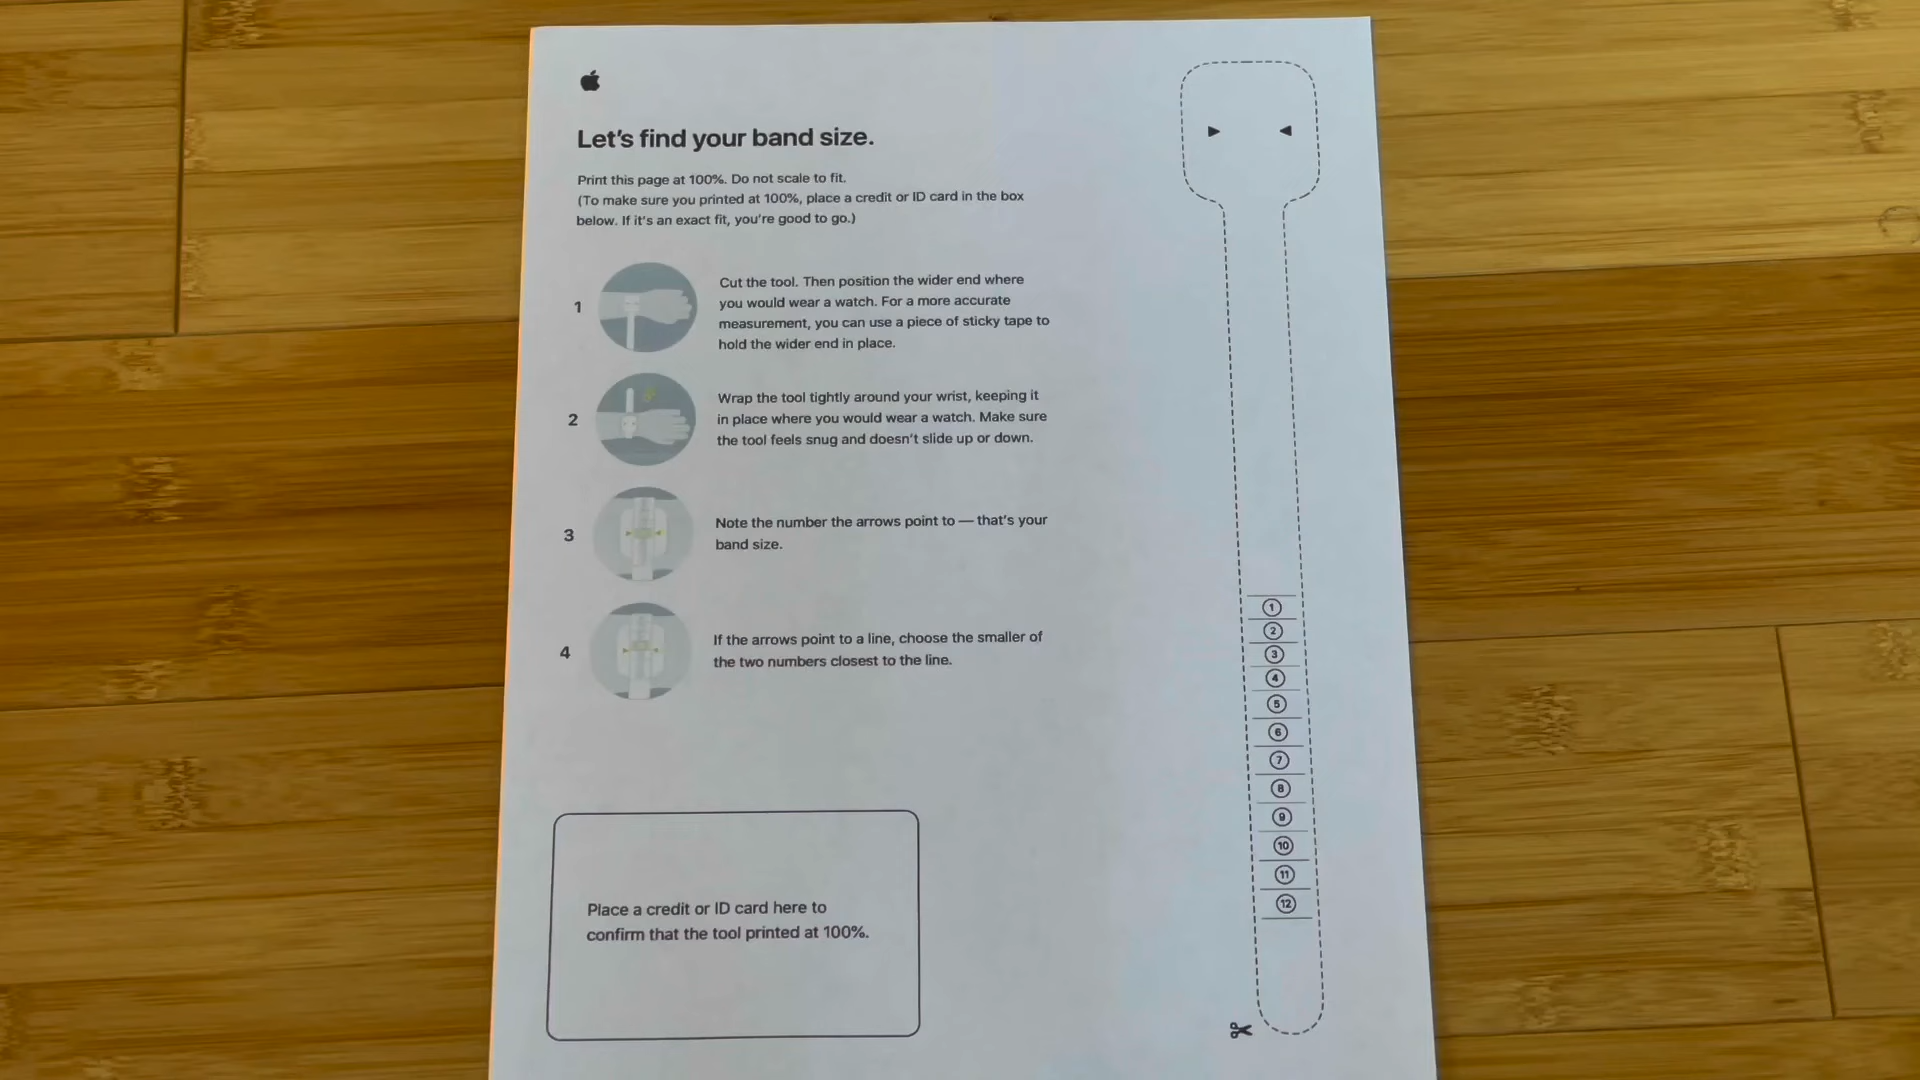 Let's find your band size.
Print this page at 100%. Do not scale to fit.
(To make sure you printed at 100%, place a credit or ID card in the box
below. If it's an exact fit, you're good to go.)
1
Cut the tool. Then position the wider end where
you would wear a watch. For a more accurate
measurement, you can use a piece of sticky tape to
hold the wider end in place.
2
Wrap the tool tightly around your wrist, keeping it
in place where you would wear a watch. Make sure
the tool feels snug and doesn't slide up or down.
3
Note the number the arrows point to — that's your
band size.
4
If the arrows point to a line, choose the smaller of
the two numbers closest to the line.
Place a credit or ID card here to
confirm that the tool printed at 100%.
1
2
3
4
5
6
7
8
9
10
11
12